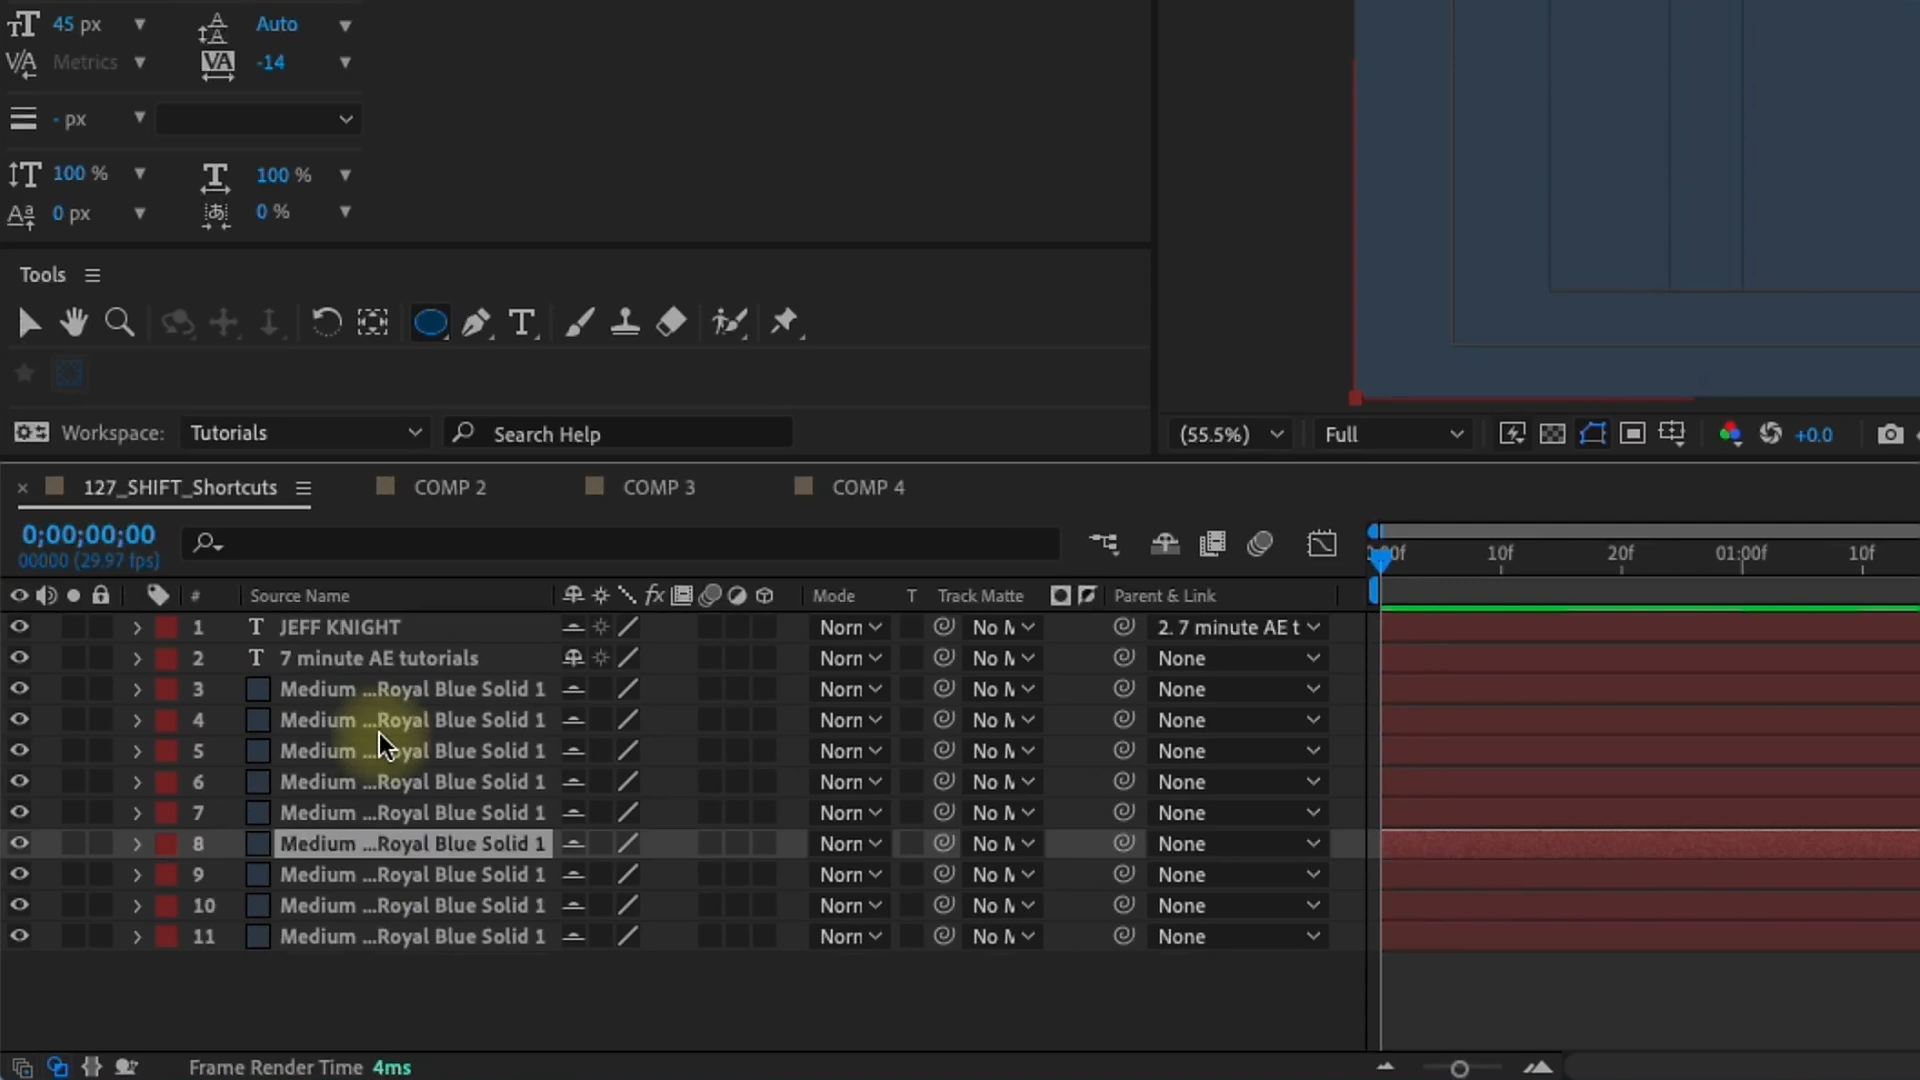 45 px Auto
Metrics -14
- px
100 % 100 %
0 px 0 %
Tools
Workspace: Tutorials Search Help
(55.5%) Full +0.0
127_SHIFT_Shortcuts COMP 2 COMP 3 COMP 4
0;00;00;00
00000 (29.97 fps)
10f 20f 01:00f 10f
# Source Name fx Mode T Track Matte Parent & Link
1 T JEFF KNIGHT Norn No M 2. 7 minute AE t
2 T 7 minute AE tutorials Norn No M None
3 Medium ...Royal Blue Solid 1 Norn No M None
4 Medium ...Royal Blue Solid 1 Norn No M None
5 Medium ...Royal Blue Solid 1 Norn No M None
6 Medium ...Royal Blue Solid 1 Norn No M None
7 Medium ...Royal Blue Solid 1 Norn No M None
8 Medium ...Royal Blue Solid 1 Norn No M None
9 Medium ...Royal Blue Solid 1 Norn No M None
10 Medium ...Royal Blue Solid 1 Norn No M None
11 Medium ...Royal Blue Solid 1 Norn No M None
Frame Render Time 4ms